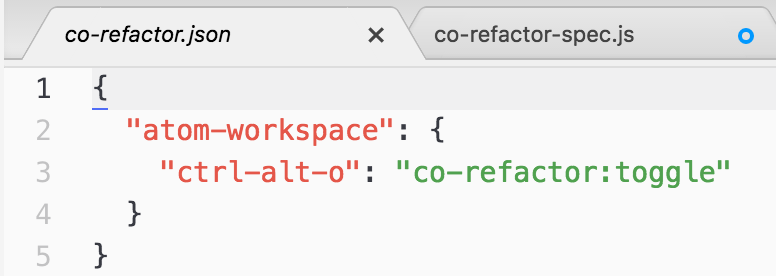 co-refactor.json × co-refactor-spec.js
1 {
2 "atom-workspace": {
3 "ctrl-alt-o": "co-refactor:toggle"
4 }
5 }